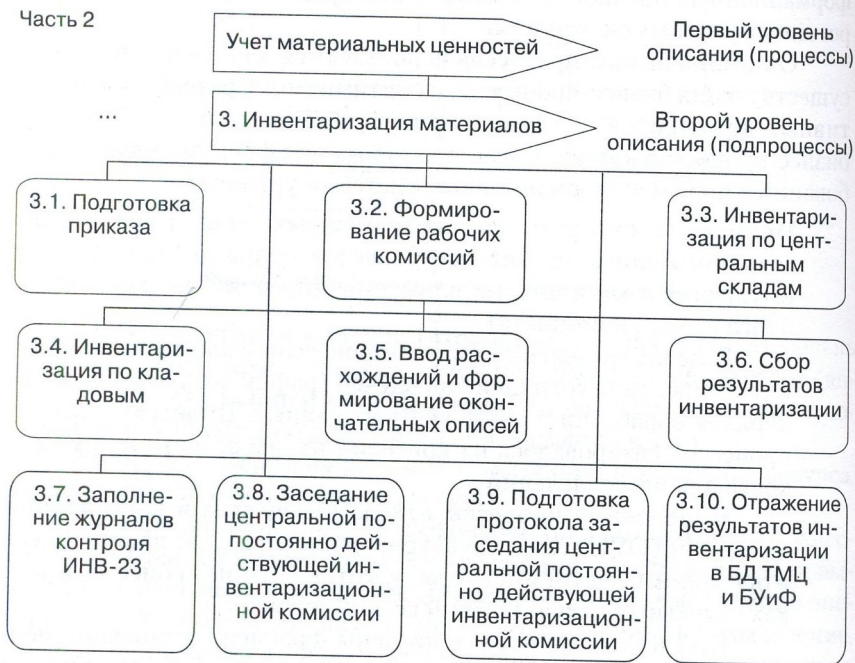 Часть 2
Учет материальных ценностей
Первый уровень
описания (процессы)
...
3. Инвентаризация материалов
Второй уровень
описания (подпроцессы)
3.1. Подготовка
приказа
3.2. Формиро-
вание рабочих
комиссий
3.3. Инвентари-
зация по цент-
ральным
складам
3.4. Инвентари-
зация по кла-
довым
3.5. Ввод рас-
хождений и фор-
мирование окон-
чательных описей
3.6. Сбор
результатов
инвентаризации
3.7. Заполне-
ние журналов
контроля
ИНВ-23
3.8. Заседание
центральной по-
постоянно дей-
ствующей ин-
вентаризацион-
ной комиссии
3.9. Подготовка
протокола за-
седания цент-
ральной постоян-
но действующей
инвентаризацион-
ной комиссии
3.10. Отражение
результатов ин-
вентаризации
в БД ТМЦ
и БУиФ